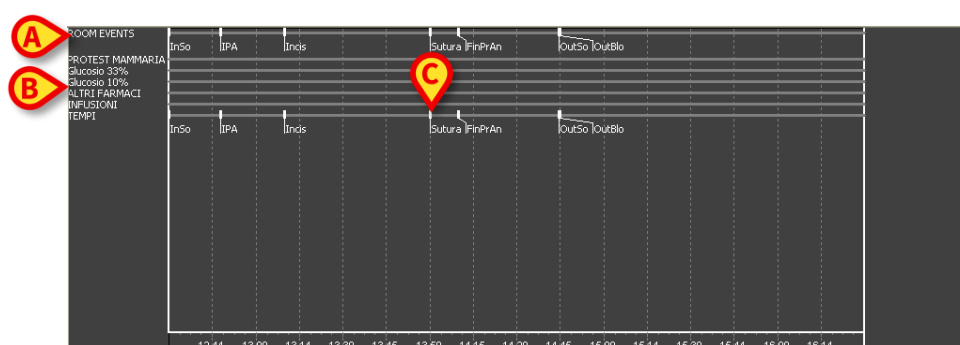 A
ROOM EVENTS
InSo IPA Incis Sutura FinPrAn OutSo OutBlo
PROTEST MAMMARIA
Glucosio 33%
B
Glucosio 10%
C
ALTRI FARMACI
INFUSIONI
TEMPI
InSo IPA Incis Sutura FinPrAn OutSo OutBlo